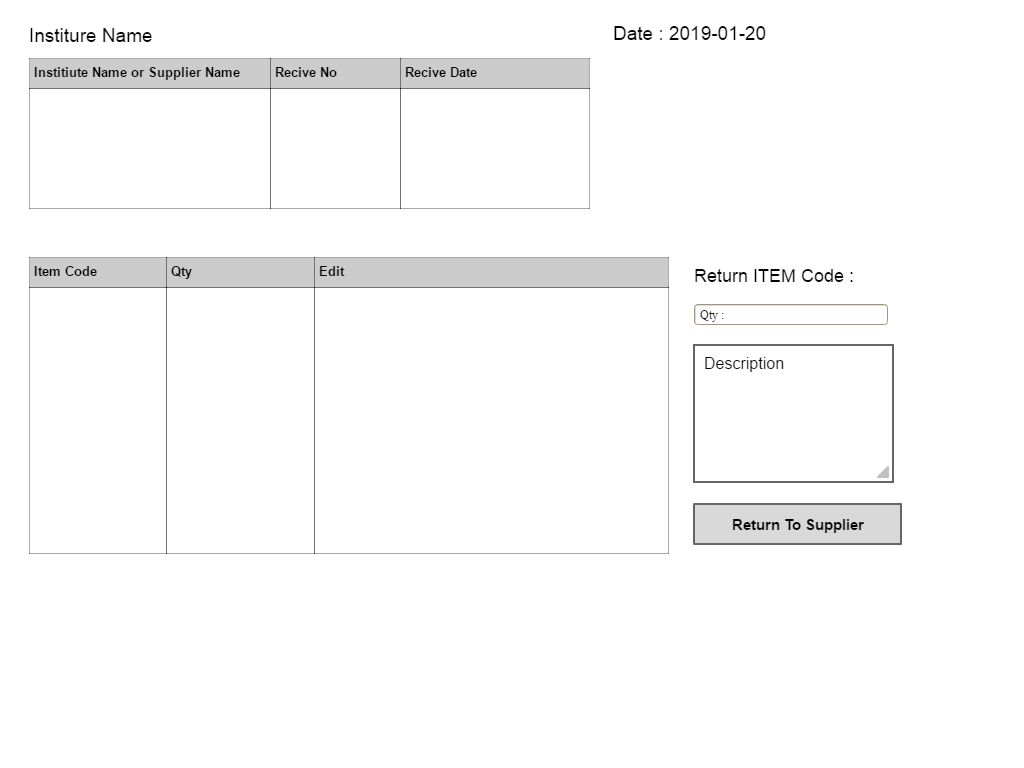 Institure Name
Date : 2019-01-20
Institiute Name or Supplier Name Recive No Recive Date
Item Code Qty Edit
Return ITEM Code :
Qty :
Description
Return To Supplier